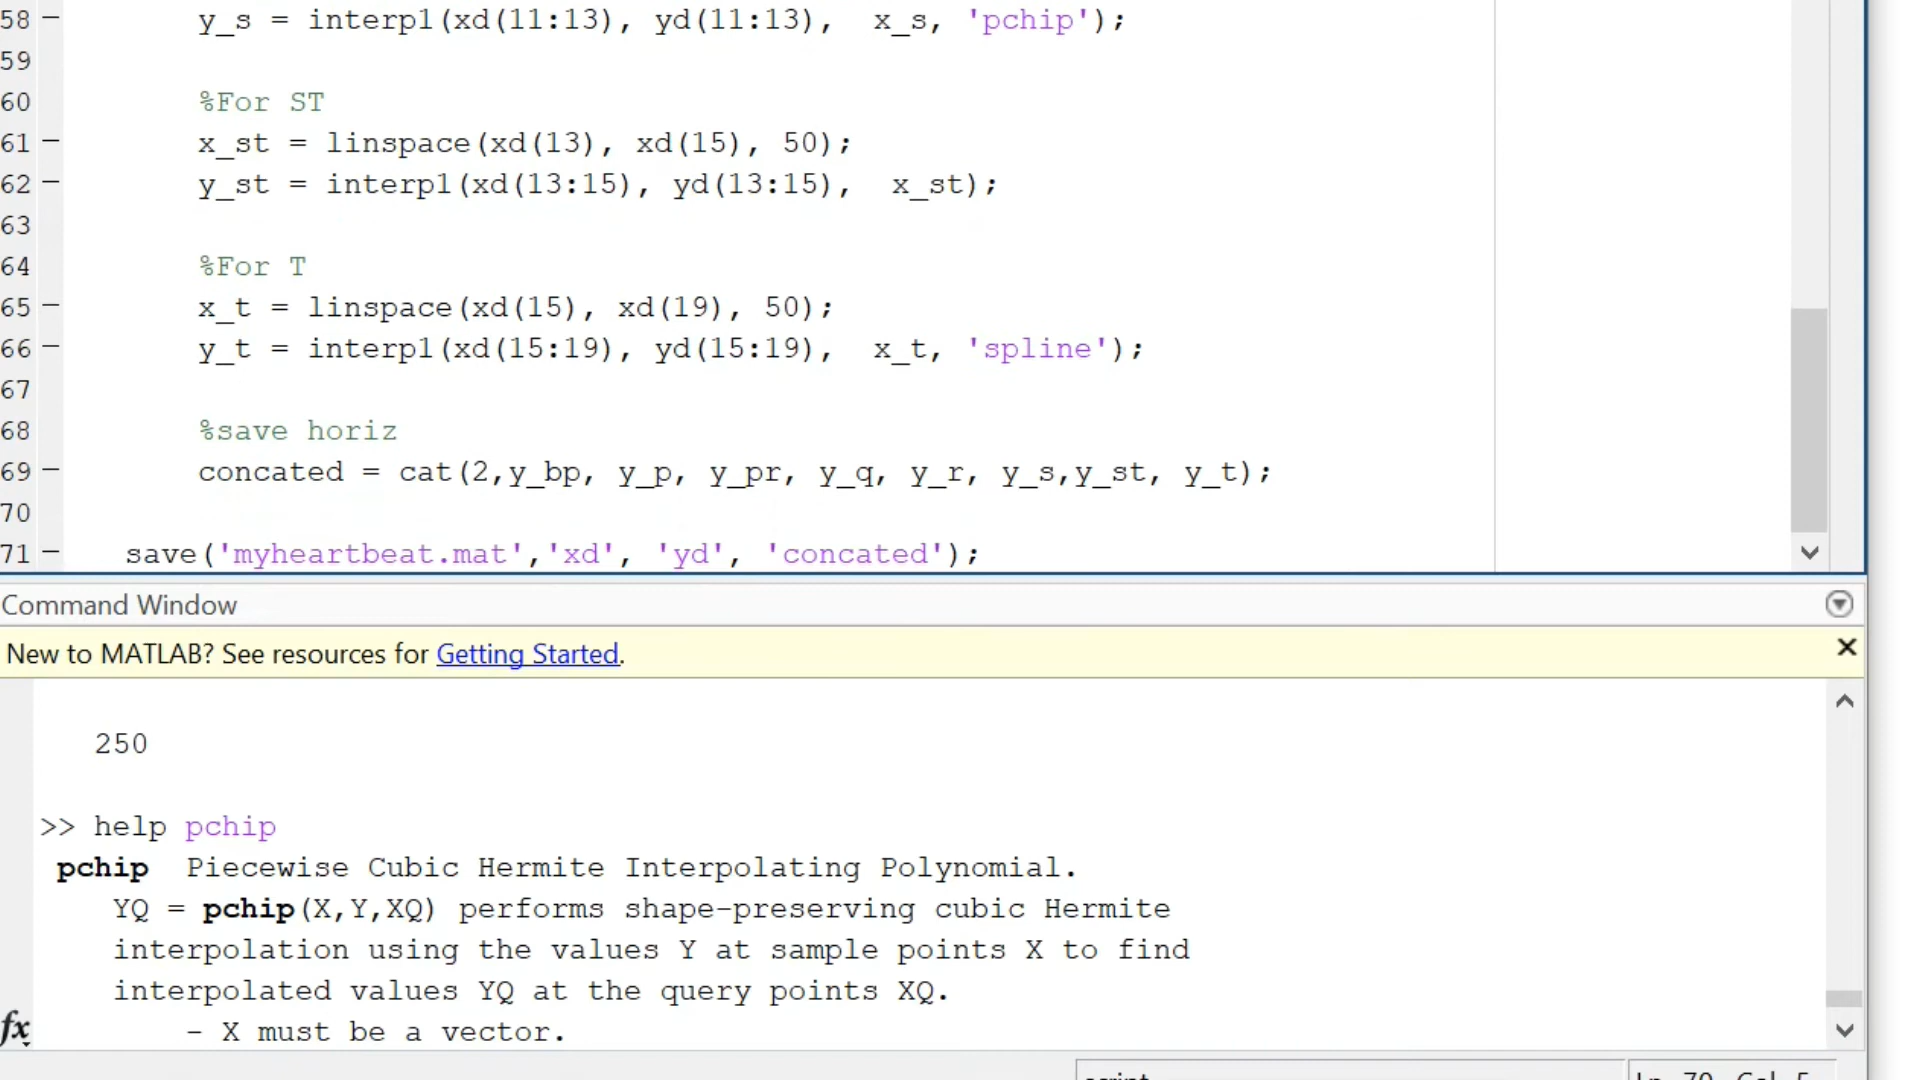 58 − y_s = interp1(xd(11:13), yd(11:13),  x_s, 'pchip');
59
60 %For ST
61 − x_st = linspace(xd(13), xd(15), 50);
62 − y_st = interp1(xd(13:15), yd(13:15),  x_st);
63
64 %For T
65 − x_t = linspace(xd(15), xd(19), 50);
66 − y_t = interp1(xd(15:19), yd(15:19),  x_t, 'spline');
67
68 %save horiz
69 − concated = cat(2,y_bp, y_p, y_pr, y_q, y_r, y_s,y_st, y_t);
70
71 − save('myheartbeat.mat','xd', 'yd', 'concated');
Command Window
New to MATLAB? See resources for Getting Started.
250
>> help pchip
pchip  Piecewise Cubic Hermite Interpolating Polynomial.
YQ = pchip(X,Y,XQ) performs shape-preserving cubic Hermite
interpolation using the values Y at sample points X to find
interpolated values YQ at the query points XQ.
- X must be a vector.
fx
script
Ln 70 Col 5